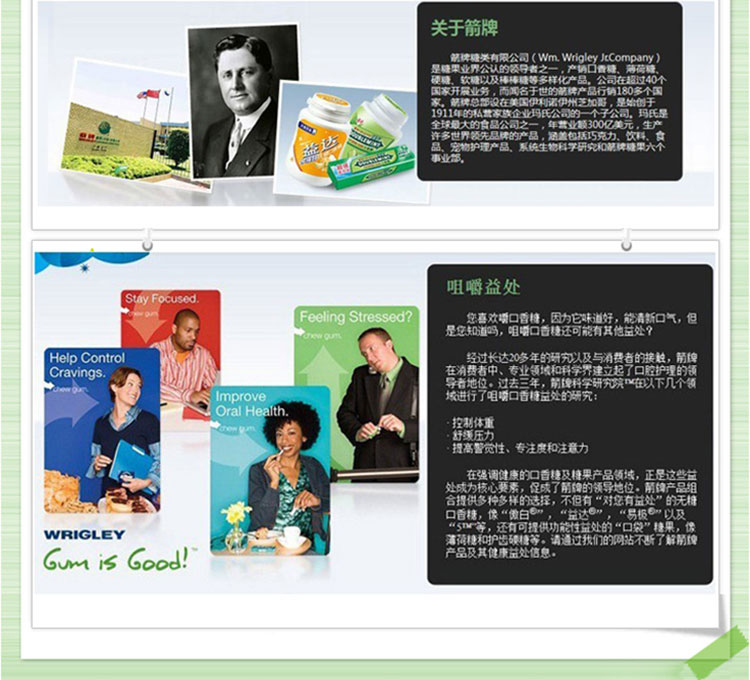 关于箭牌
箭牌糖类有限公司（Wm. Wrigley Jr.Company）
是糖果业界公认的领导者之一，产销口香糖、薄荷糖、
硬糖、软糖以及棒棒糖等多样化产品。公司在超过40个
国家开展业务，而闻名于世的箭牌产品行销180多个国
家。箭牌总部设在美国伊利诺伊州芝加哥，是始创于
1911年的私营家族企业玛氏公司的一个子公司。玛氏是
全球最大的食品公司之一，年营业额300亿美元，生产
许多世界领先品牌的产品，涵盖包括巧克力、饮料、食
品、宠物护理产品、系统生物科学研究和箭牌糖果六个
事业部。
益达
DOUBLEMINT
DOUBLEMINT
咀嚼益处
您喜欢嚼口香糖，因为它味道好，能清新口气，但
是您知道吗，咀嚼口香糖还可能有其他益处？
经过长达20多年的研究以及与消费者的接触，箭牌
在消费者中、专业领域和科学界建立起了口腔护理的领
导者地位。过去三年，箭牌科学研究院™在以下几个领
域进行了咀嚼口香糖益处的研究：
· 控制体重
· 舒缓压力
· 提高警觉性、专注度和注意力
在强调健康的口香糖及糖果产品领域，正是这些益
处成为核心要素，促成了箭牌的领导地位。箭牌产品组
合提供多种多样的选择，不但有“对您有益处”的无糖
口香糖，像“傲白®”，“益达®”，“易极®”以及
“5™”等，还有可提供功能性益处的“口袋”糖果，像
薄荷糖和护齿硬糖等。请通过我们的网站不断了解箭牌
产品及其健康益处信息。
Stay Focused.
chew gum.
Feeling Stressed?
chew gum.
Help Control
Cravings.
chew gum.
Improve
Oral Health.
chew gum.
WRIGLEY
Gum is Good!™